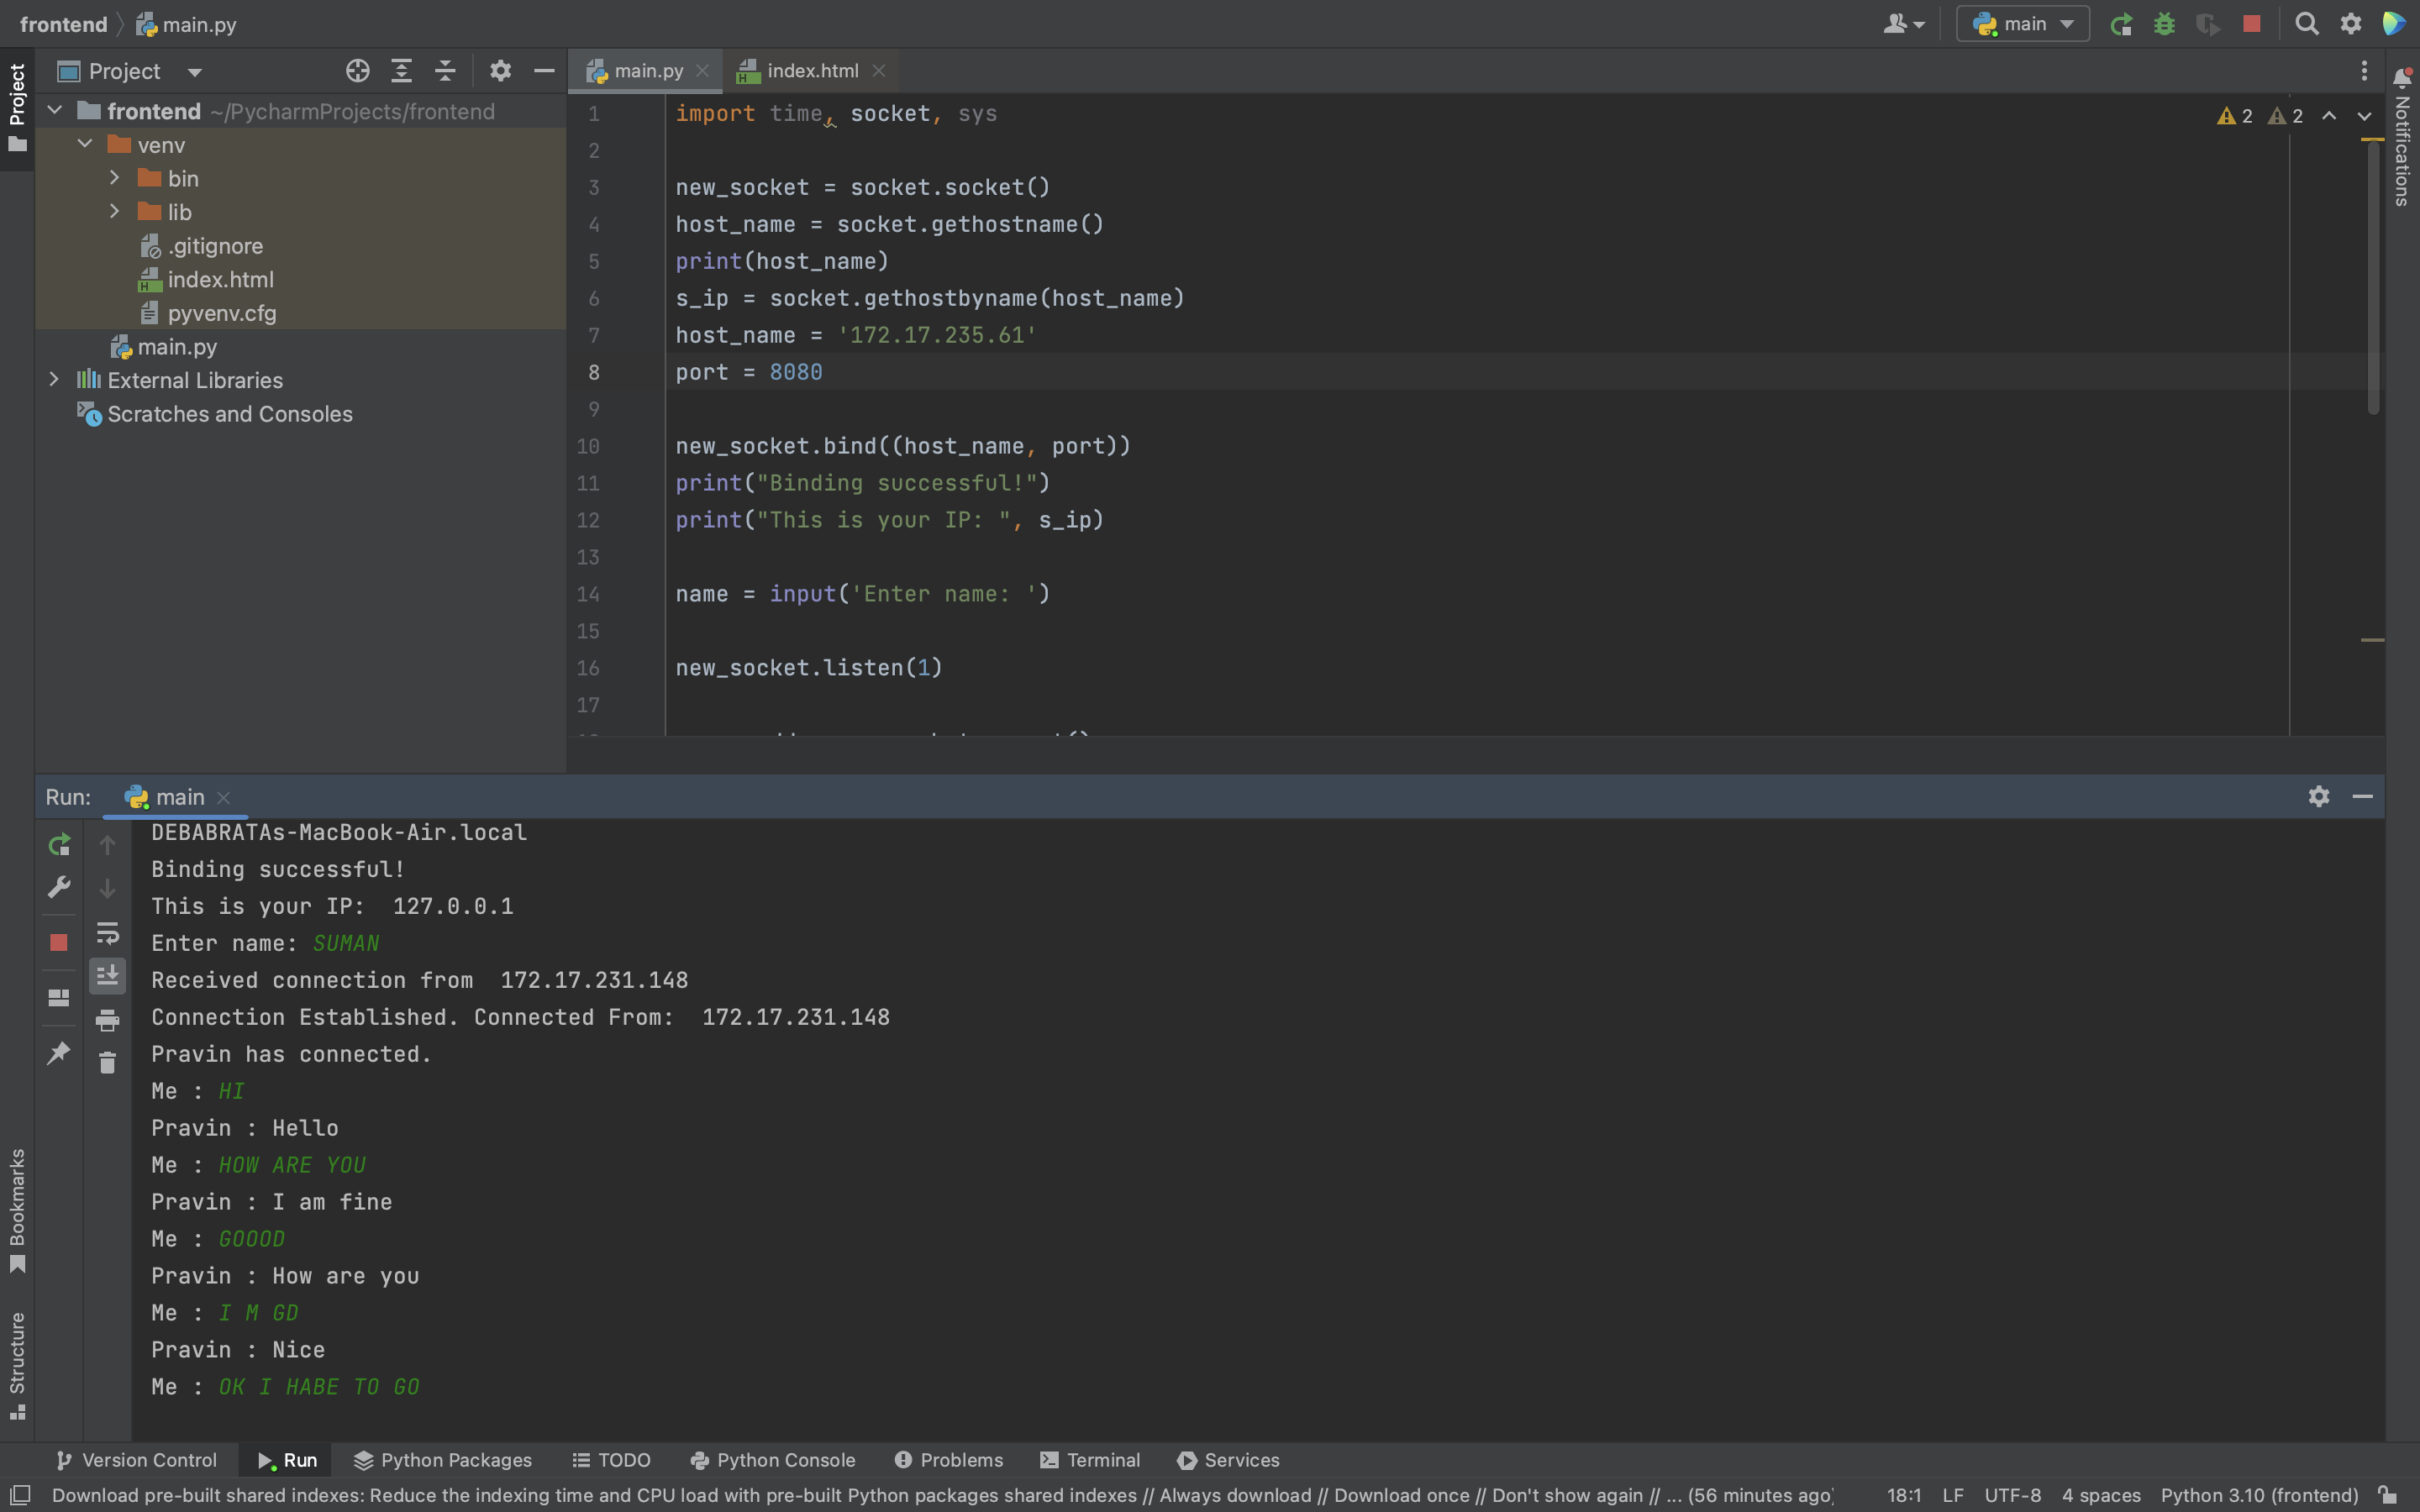 frontend main.py
main
Project
main.py
index.html
Project
frontend ~/PycharmProjects/frontend
venv
bin
lib
.gitignore
index.html
pyvenv.cfg
main.py
External Libraries
Scratches and Consoles
1 import time, socket, sys
2
3 new_socket = socket.socket()
4 host_name = socket.gethostname()
5 print(host_name)
6 s_ip = socket.gethostbyname(host_name)
7 host_name = '172.17.235.61'
8 port = 8080
9
10 new_socket.bind((host_name, port))
11 print("Binding successful!")
12 print("This is your IP: ", s_ip)
13
14 name = input('Enter name: ')
15
16 new_socket.listen(1)
17
2 2
Notifications
Run: main
DEBABRATAs-MacBook-Air.local
Binding successful!
This is your IP:  127.0.0.1
Enter name: SUMAN
Received connection from  172.17.231.148
Connection Established. Connected From:  172.17.231.148
Pravin has connected.
Me : HI
Pravin : Hello
Me : HOW ARE YOU
Pravin : I am fine
Me : GOOOD
Pravin : How are you
Me : I M GD
Pravin : Nice
Me : OK I HABE TO GO
Bookmarks
Structure
Version Control Run Python Packages TODO Python Console Problems Terminal Services
Download pre-built shared indexes: Reduce the indexing time and CPU load with pre-built Python packages shared indexes // Always download // Download once // Don't show again // ... (56 minutes ago) 18:1 LF UTF-8 4 spaces Python 3.10 (frontend)